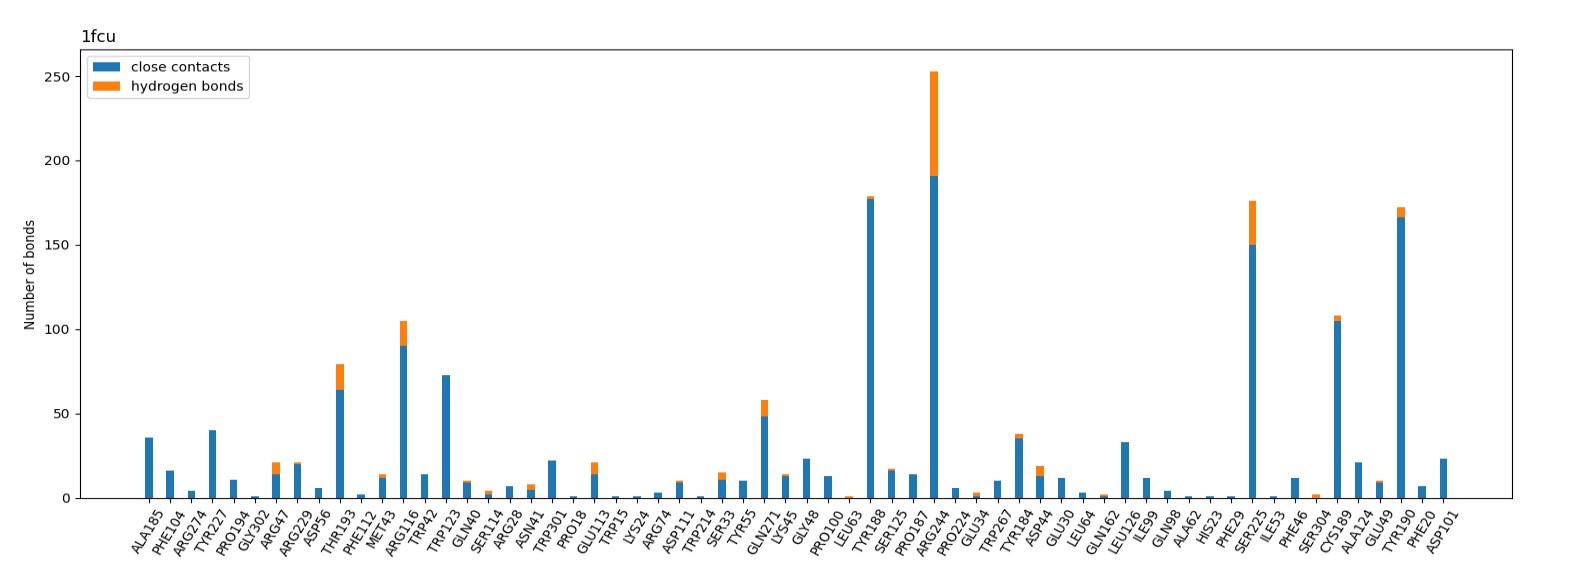 1fcu
close contacts
hydrogen bonds
Number of bonds
250
200
150
100
50
0
ALA185
PHE104
ARG274
TYR227
PRO194
GLY302
ARG47
ARG229
ASP56
THR193
PHE112
MET43
ARG116
TRP42
TRP123
GLN40
SER114
ARG28
ASN41
TRP301
PRO18
GLU113
TRP15
LYS24
ARG74
ASP111
TRP214
SER33
TYR55
GLN271
LYS45
GLY48
PRO100
LEU63
TYR188
SER125
PRO187
ARG244
PRO224
GLU34
TRP267
TYR184
ASP44
GLU30
LEU64
GLN162
LEU126
ILE99
GLN98
ALA62
HIS23
PHE29
SER225
ILE53
PHE46
SER304
CYS189
ALA124
GLU49
TYR190
PHE20
ASP101